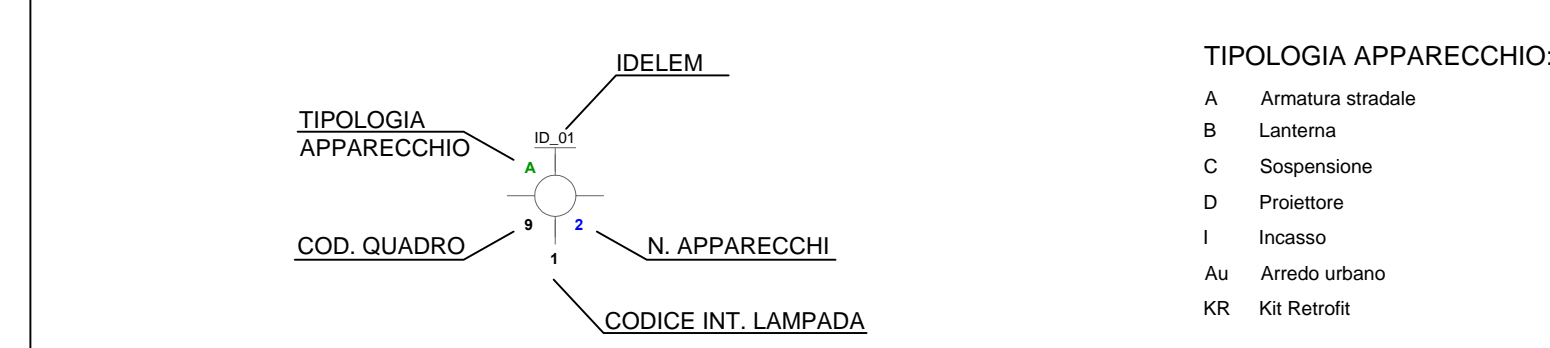 IDELEM
TIPOLOGIA
APPARECCHIO
ID_01
A
9
2
COD. QUADRO
N. APPARECCHI
1
CODICE INT. LAMPADA
TIPOLOGIA APPARECCHIO:
A Armatura stradale
B Lanterna
C Sospensione
D Proiettore
I Incasso
Au Arredo urbano
KR Kit Retrofit